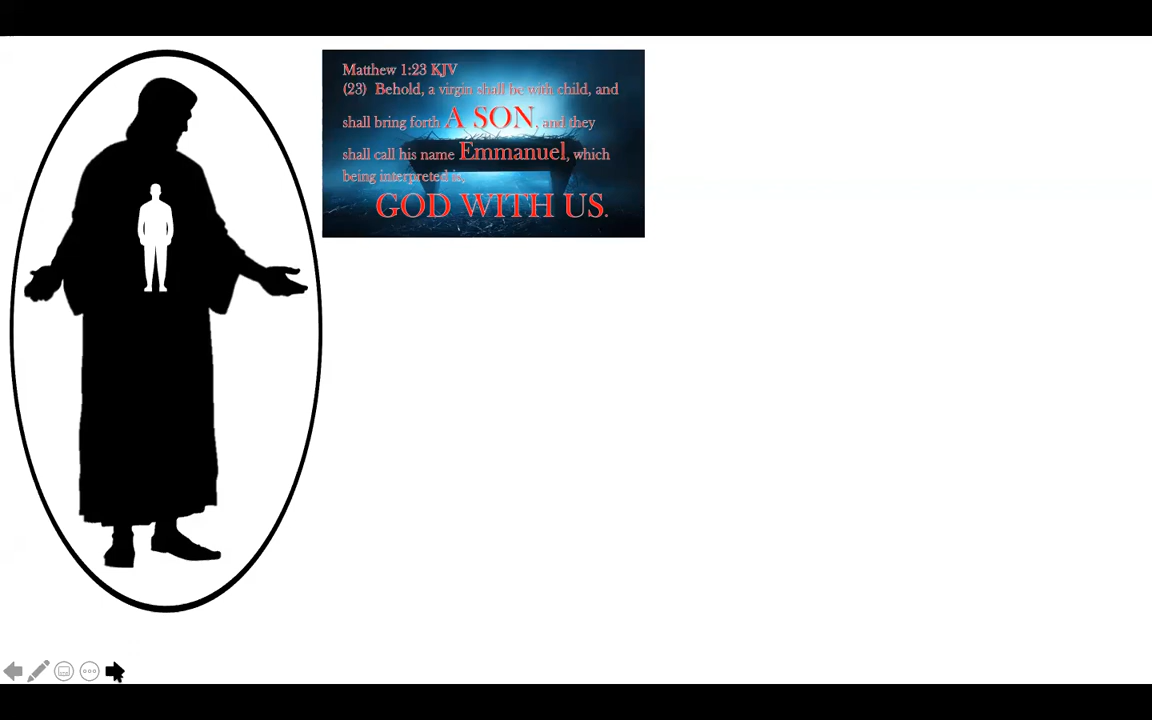 Matthew 1:23 KJV
(23) Behold, a virgin shall be with child, and
shall bring forth A SON, and they
shall call his name Emmanuel, which
being interpreted is,
GOD WITH US.